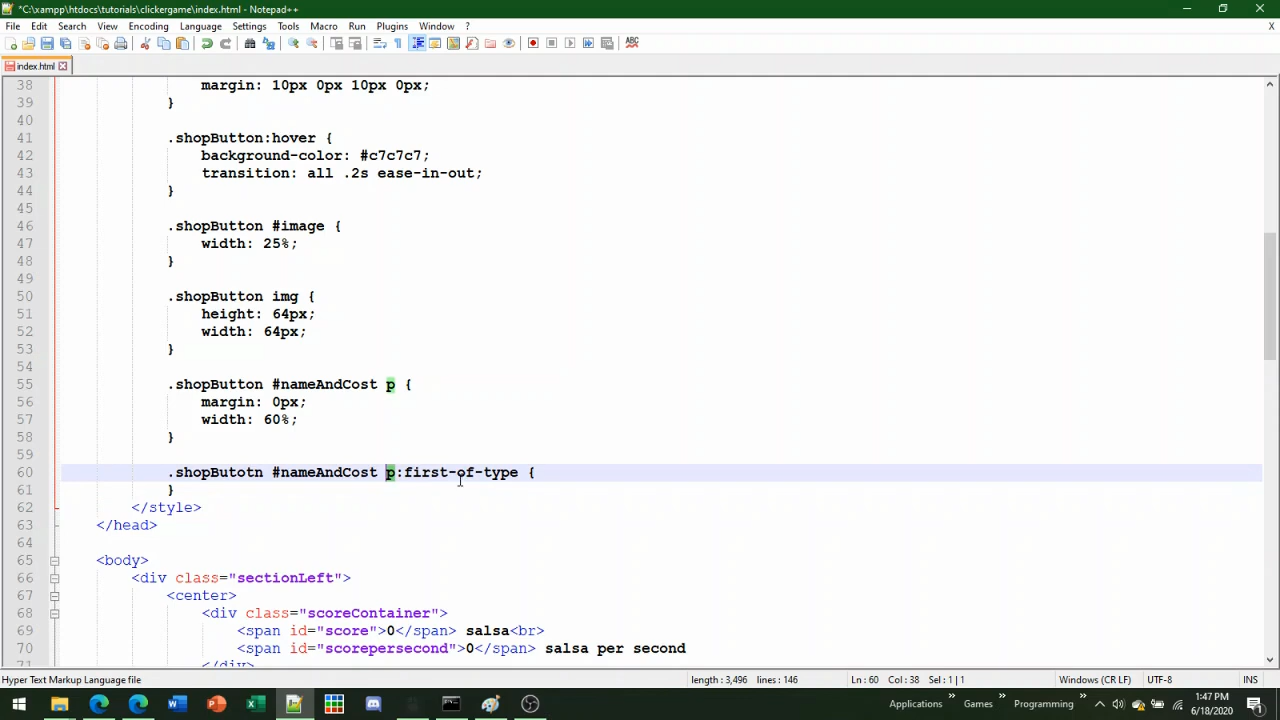 *C:\xampp\htdocs\tutorials\clickergame\index.html - Notepad++
File Edit Search View Encoding Language Settings Tools Macro Run Plugins Window ? X
ABC
index.html
38 margin: 10px 0px 10px 0px;
39 }
40
41 .shopButton:hover {
42 background-color: #c7c7c7;
43 transition: all .2s ease-in-out;
44 }
45
46 .shopButton #image {
47 width: 25%;
48 }
49
50 .shopButton img {
51 height: 64px;
52 width: 64px;
53 }
54
55 .shopButton #nameAndCost p {
56 margin: 0px;
57 width: 60%;
58 }
59
60 .shopButotn #nameAndCost p:first-of-type {
61 }
62 </style>
63 </head>
64
65 <body>
66 <div class="sectionLeft">
67 <center>
68 <div class="scoreContainer">
69 <span id="score">0</span> salsa<br>
70 <span id="scorepersecond">0</span> salsa per second
71 </div>
Hyper Text Markup Language file length : 3,496 lines : 146 Ln : 60 Col : 38 Sel : 1 | 1 Windows (CR LF) UTF-8 INS
Applications » Games » Programming » 1:47 PM
6/18/2020